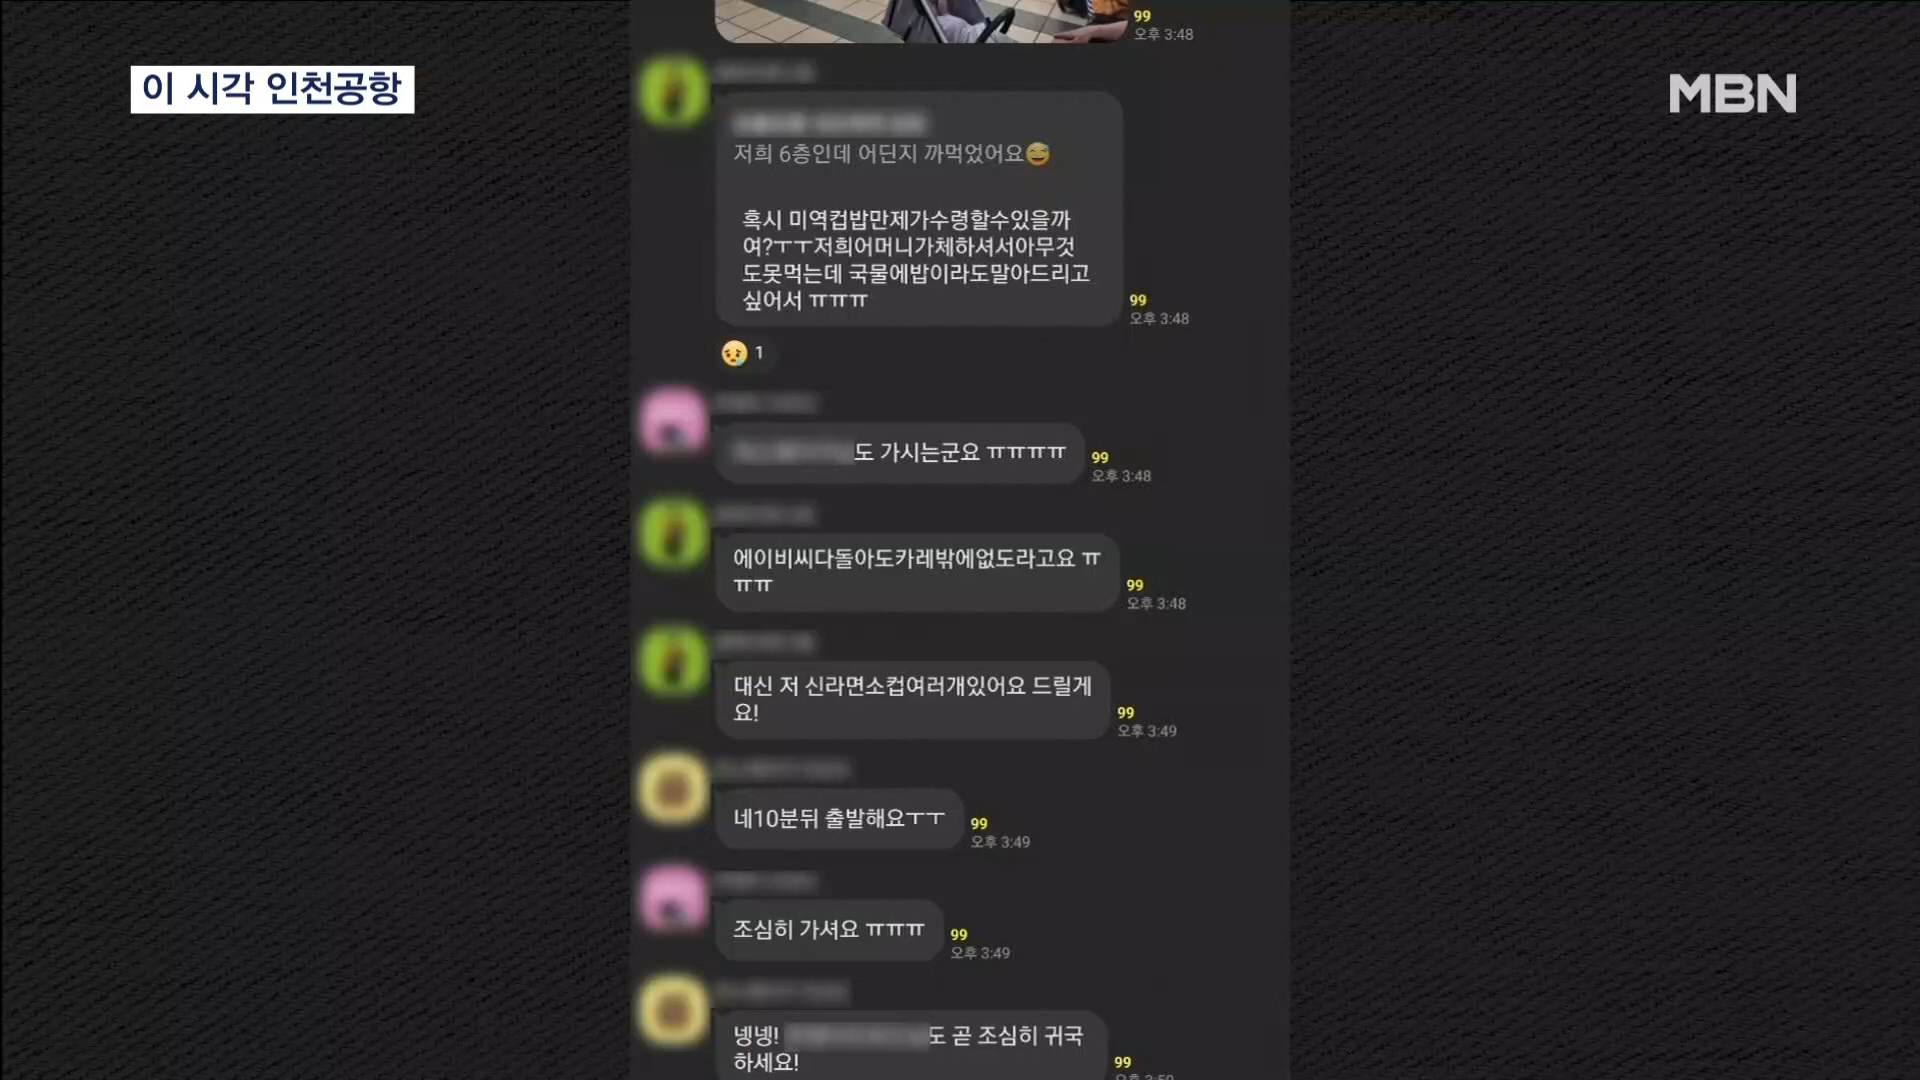 이 시각 인천공항
MBN
99
오후 3:48
저희 6층인데 어딘지 까먹었어요😅
혹시 미역컵밥만제가수령할수있을까
여?ㅜㅜ저희어머니가체하셔서아무것
도못먹는데 국물에밥이라도말아드리고
싶어서 ㅠㅠㅠ
99
오후 3:48
😥 1
도 가시는군요 ㅠㅠㅠㅠ
99
오후 3:48
에이비씨다돌아도카레밖에없도라고요 ㅠ
ㅠㅠ
99
오후 3:48
대신 저 신라면소컵여러개있어요 드릴게
요!
99
오후 3:49
네10분뒤 출발해요ㅜㅜ
99
오후 3:49
조심히 가셔요 ㅠㅠㅠ
99
오후 3:49
넹넹!
도 곧 조심히 귀국
하세요!
99
오후 3:50